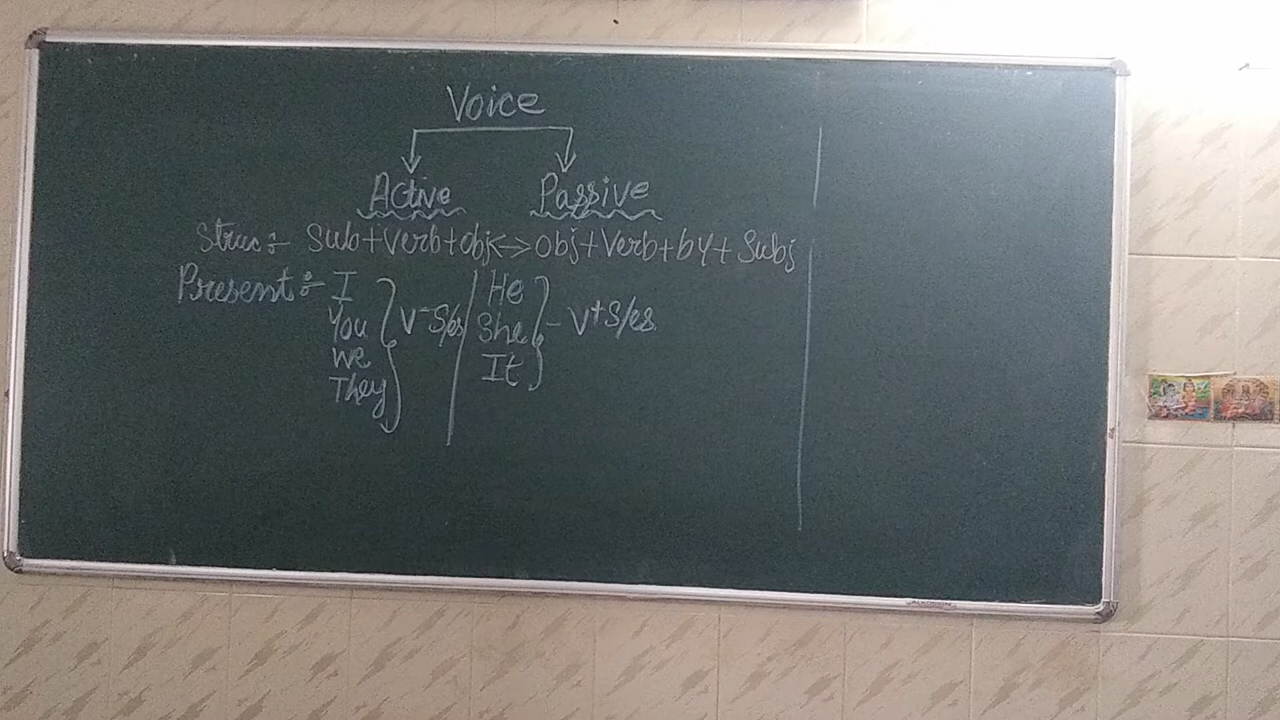 Voice
Active Passive
Struc:- Sub+Verb+obj<->Obj+Verb+by+Subj
Present:- I He
You V-S/es She - V+S/es
We It
They